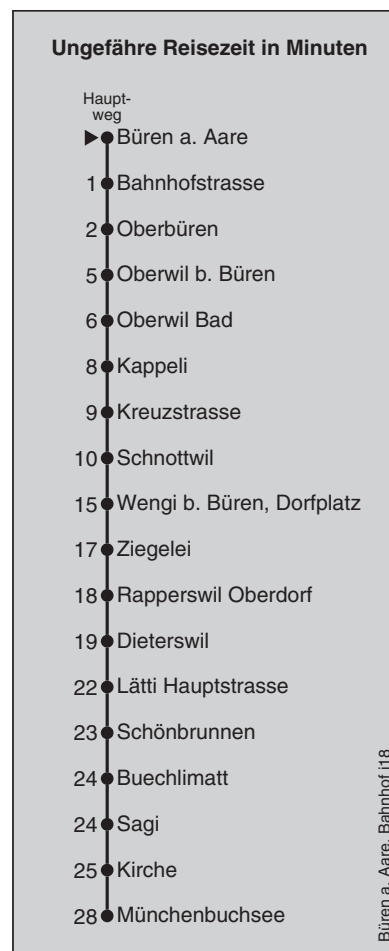 Ungefähre Reisezeit in Minuten
Haupt-
weg
Büren a. Aare
1 Bahnhofstrasse
2 Oberbüren
5 Oberwil b. Büren
6 Oberwil Bad
8 Kappeli
9 Kreuzstrasse
10 Schnottwil
15 Wengi b. Büren, Dorfplatz
17 Ziegelei
18 Rapperswil Oberdorf
19 Dieterswil
22 Lätti Hauptstrasse
23 Schönbrunnen
24 Buechlimatt
24 Sagi
25 Kirche
28 Münchenbuchsee
Büren a. Aare, Bahnhof j18